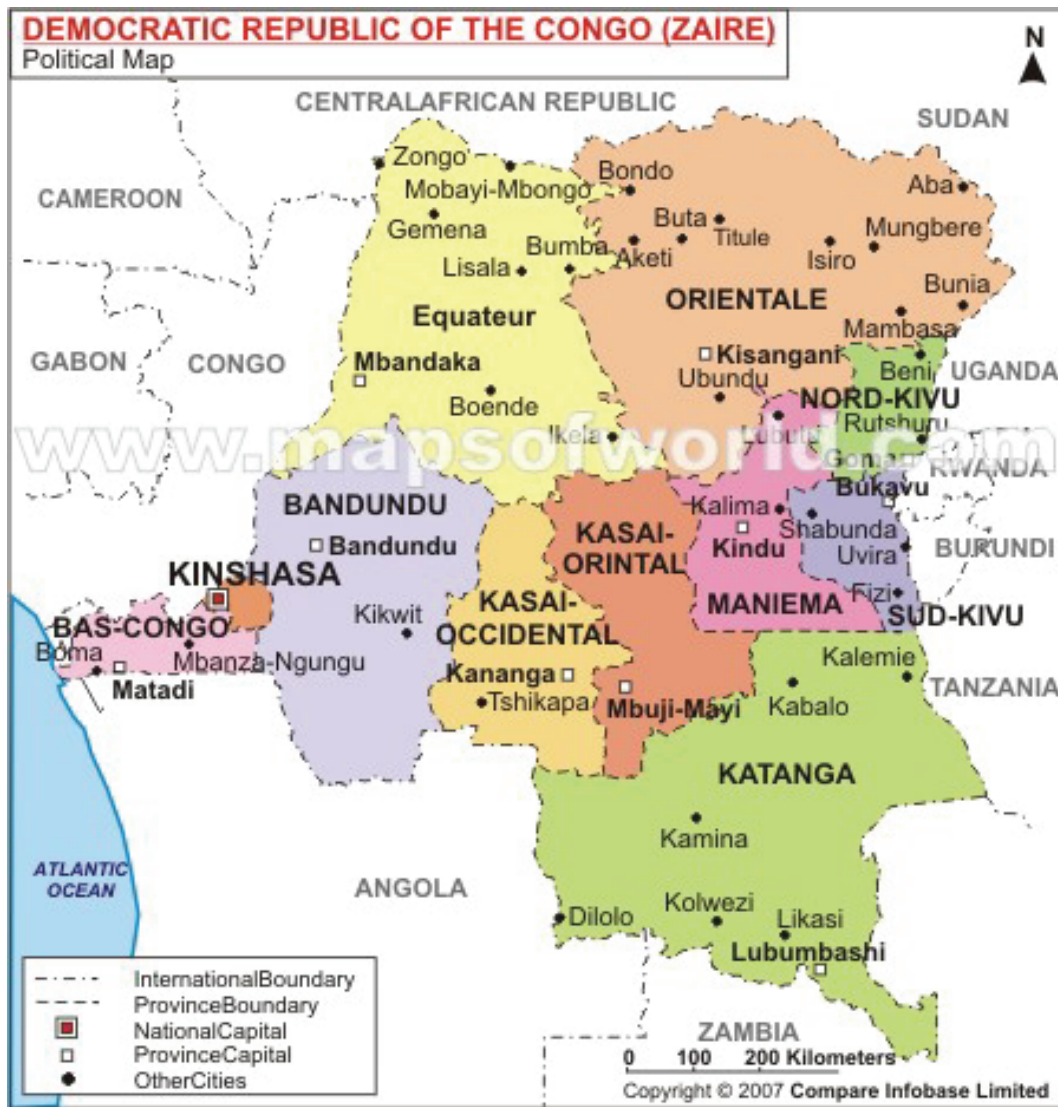 DEMOCRATIC REPUBLIC OF THE CONGO (ZAIRE)
Political Map
N
CENTRALAFRICAN REPUBLIC
SUDAN
CAMEROON
Zongo
Mobayi-Mbongo
Bondo
Aba
Gemena
Buta
Titule
Mungbere
Bumba
Aketi
Isiro
Lisala
Bunia
ORIENTALE
Equateur
Mambasa
GABON
CONGO
Mbandaka
Kisangani
Beni
UGANDA
Boende
Ubundu
NORD-KIVU
Rutshuru
Ikela
Lubutu
www.mapsofworld.com
Goma
RWANDA
BANDUNDU
Kalima
Bukavu
KASAI-
ORINTAL
Shabunda
Bandundu
Kindu
Uvira
BURUNDI
KINSHASA
Fizi
KASAI-
OCCIDENTAL
MANIEMA
SUD-KIVU
BAS-CONGO
Kikwit
Boma
Mbanza-Ngungu
Kalemie
Matadi
Kananga
TANZANIA
Tshikapa
Mbuji-Mayi
Kabalo
KATANGA
Kamina
ATLANTIC
OCEAN
ANGOLA
Dilolo
Kolwezi
Likasi
Lubumbashi
InternationalBoundary
ProvinceBoundary
NationalCapital
ProvinceCapital
OtherCities
ZAMBIA
0 100 200 Kilometers
Copyright © 2007 Compare Infobase Limited